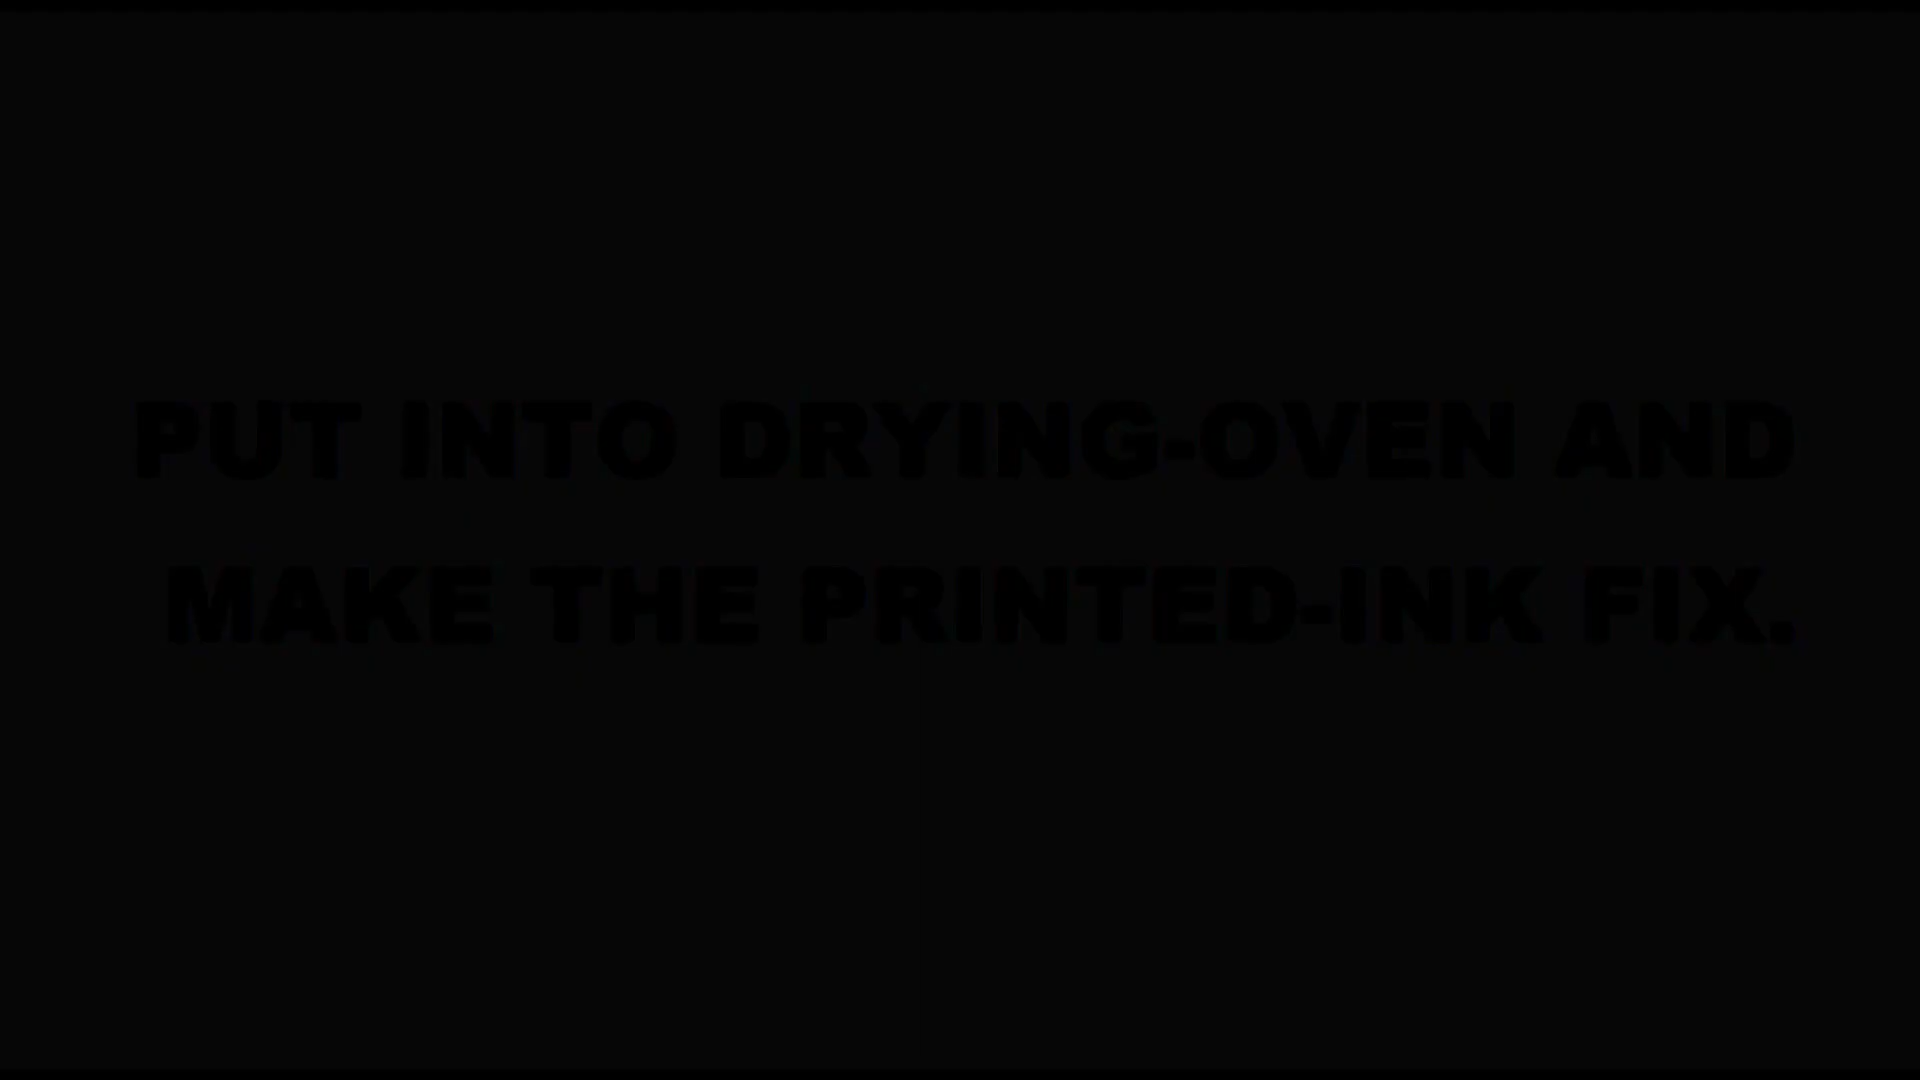 PUT INTO DRYING-OVEN AND
MAKE THE PRINTED-INK FIX.